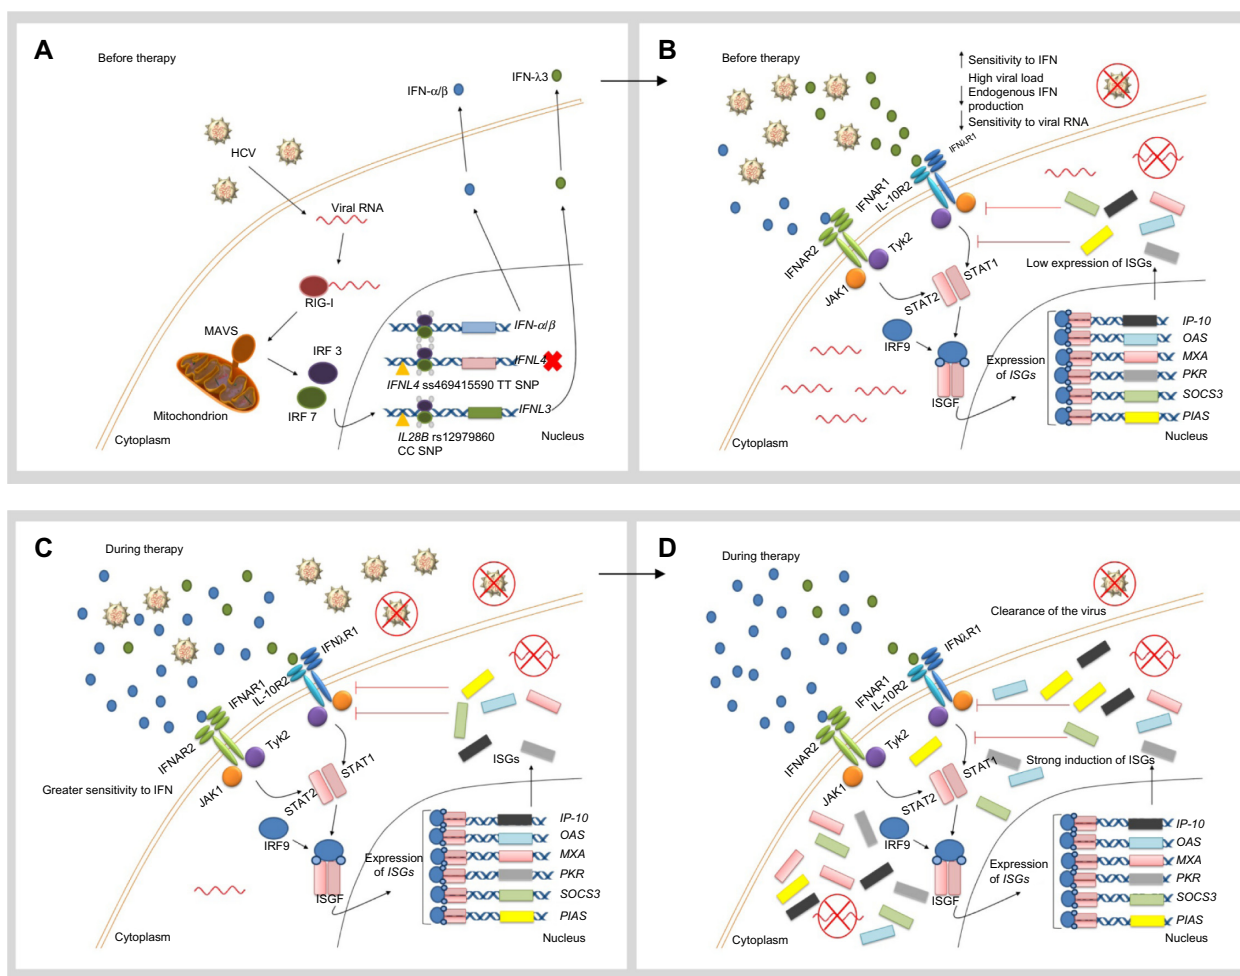 A
Before therapy
IFN-α/β
IFN-λ3
HCV
Viral RNA
RIG-I
MAVS
IRF 3
IRF 7
Mitochondrion
Cytoplasm
IFN-α/β
IFNL4
IFNL4 ss469415590 TT SNP
IFNL3
IL28B rs12979860
CC SNP
Nucleus
B
Before therapy
Sensitivity to IFN
High viral load
Endogenous IFN
production
Sensitivity to viral RNA
IFNλR1
IFNAR1
IL-10R2
IFNAR2
Tyk2
JAK1
STAT1
STAT2
Low expression of ISGs
IRF9
ISGF
Expression
of ISGs
IP-10
OAS
MXA
PKR
SOCS3
PIAS
Cytoplasm
Nucleus
C
During therapy
IFNλR1
IFNAR1
IL-10R2
IFNAR2
Tyk2
JAK1
STAT1
STAT2
ISGs
Greater sensitivity to IFN
IRF9
ISGF
Expression
of ISGs
IP-10
OAS
MXA
PKR
SOCS3
PIAS
Cytoplasm
Nucleus
D
During therapy
Clearance of the virus
IFNλR1
IFNAR1
IL-10R2
IFNAR2
Tyk2
JAK1
STAT1
STAT2
Strong induction of ISGs
IRF9
ISGF
Expression
of ISGs
IP-10
OAS
MXA
PKR
SOCS3
PIAS
Cytoplasm
Nucleus